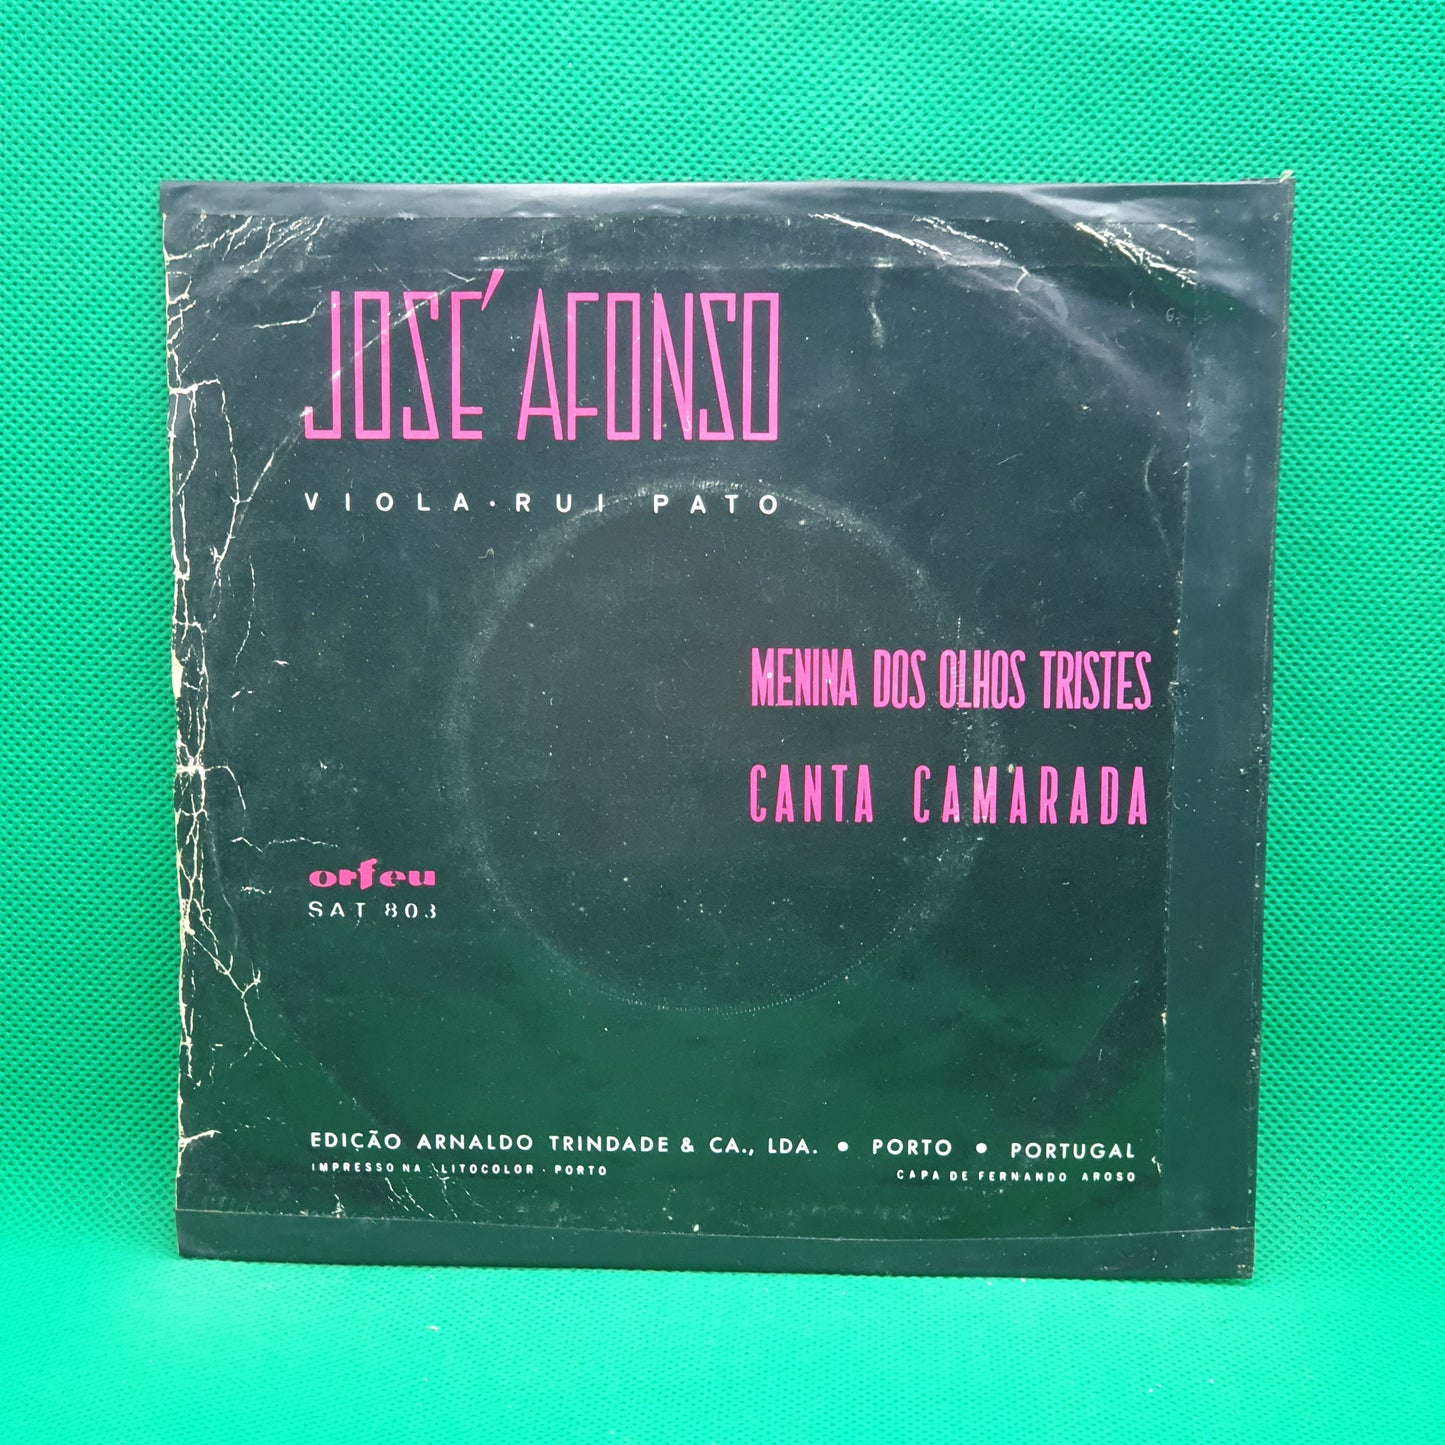 JOSÉ AFONSO
VIOLA · RUI PATO
MENINA DOS OLHOS TRISTES
CANTA CAMARADA
orfeu
SAT 803
EDIÇÃO ARNALDO TRINDADE & CA., LDA. • PORTO • PORTUGAL
IMPRESSO NA LITOCOLOR · PORTO
CAPA DE FERNANDO AROSO